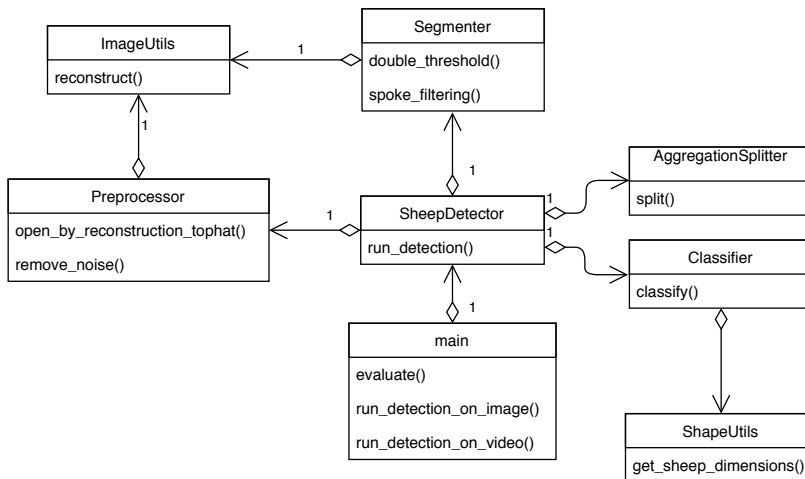 ImageUtils
reconstruct()
1
Segmenter
double_threshold()
spoke_filtering()
1
1
Preprocessor
open_by_reconstruction_tophat()
remove_noise()
1
SheepDetector
run_detection()
1
1
AggregationSplitter
split()
Classifier
classify()
1
main
evaluate()
run_detection_on_image()
run_detection_on_video()
ShapeUtils
get_sheep_dimensions()